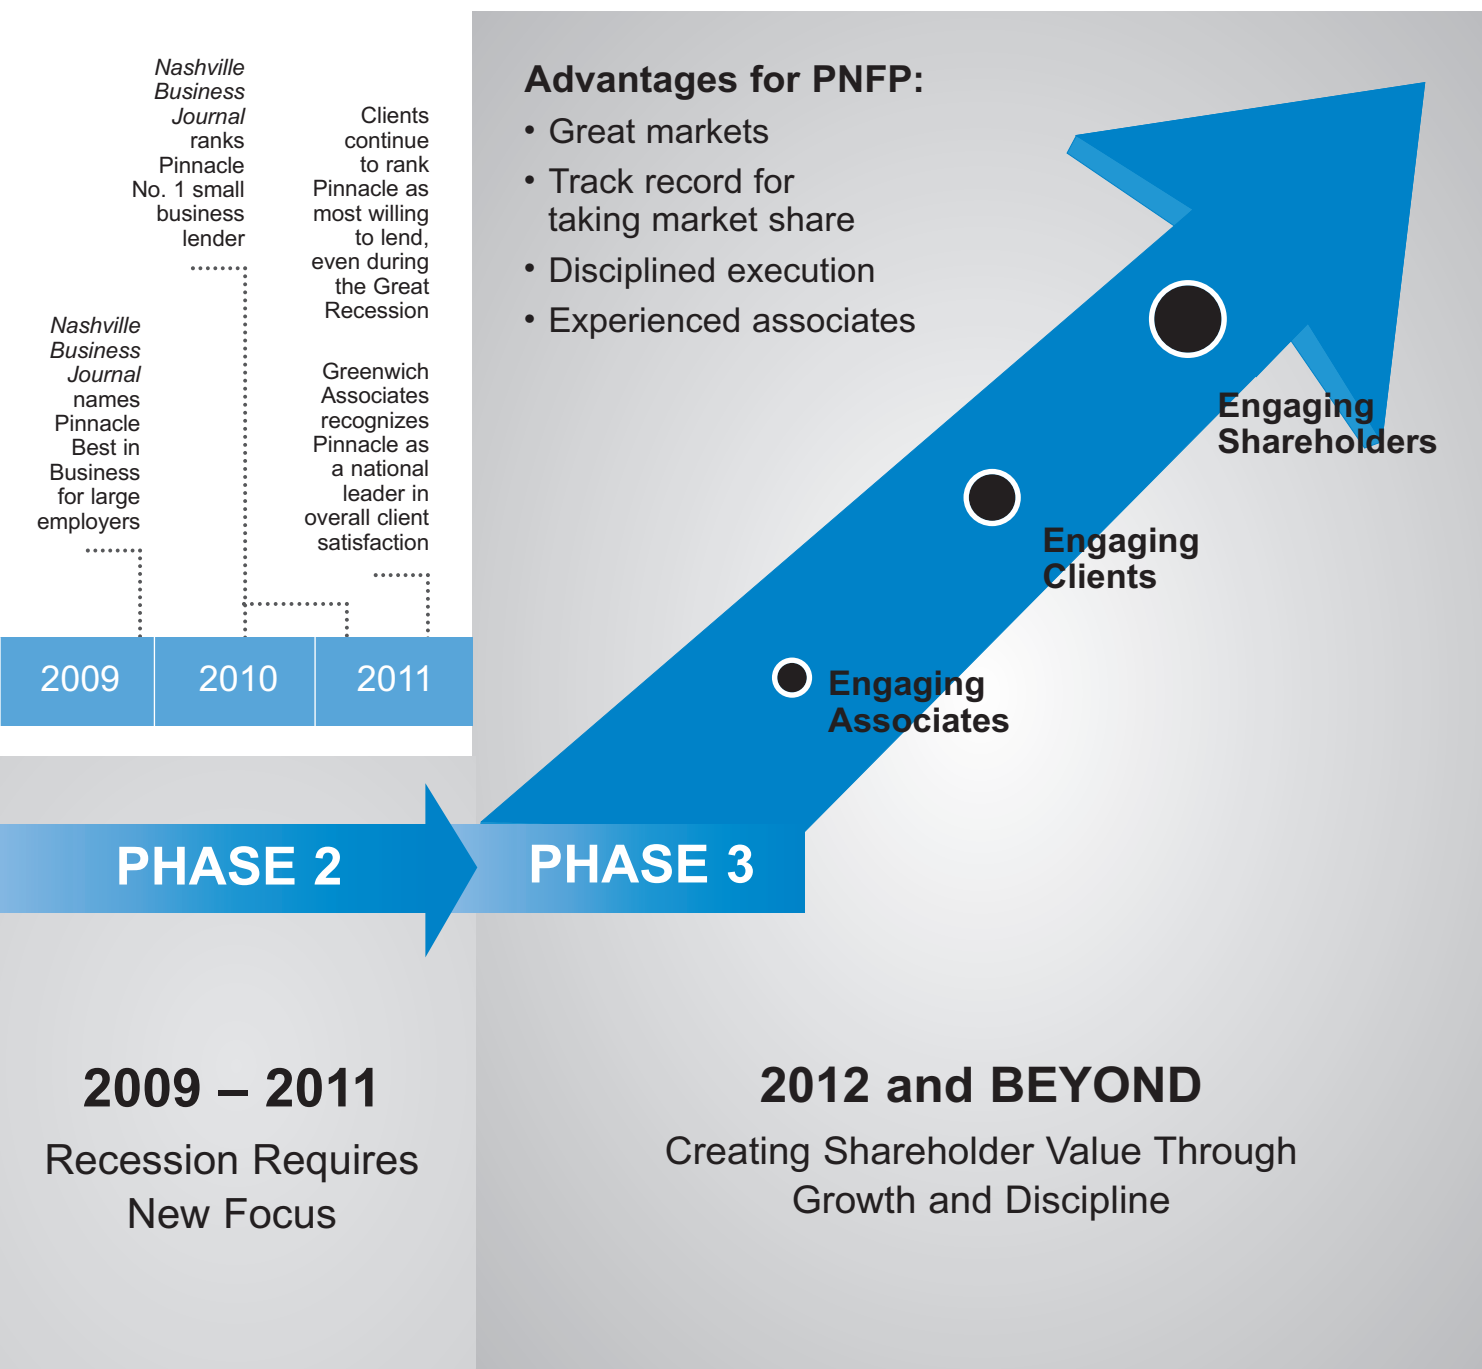 Nashville
Business
Journal
names
Pinnacle
Best in
Business
for large
employers
Nashville
Business
Journal
ranks
Pinnacle
No. 1 small
business
lender
Clients
continue
to rank
Pinnacle as
most willing
to lend,
even during
the Great
Recession
Greenwich
Associates
recognizes
Pinnacle as
a national
leader in
overall client
satisfaction
2009
2010
2011
Advantages for PNFP:
• Great markets
• Track record for
taking market share
• Disciplined execution
• Experienced associates
Engaging
Shareholders
Engaging
Clients
Engaging
Associates
PHASE 2
PHASE 3
2009 – 2011
Recession Requires
New Focus
2012 and BEYOND
Creating Shareholder Value Through
Growth and Discipline